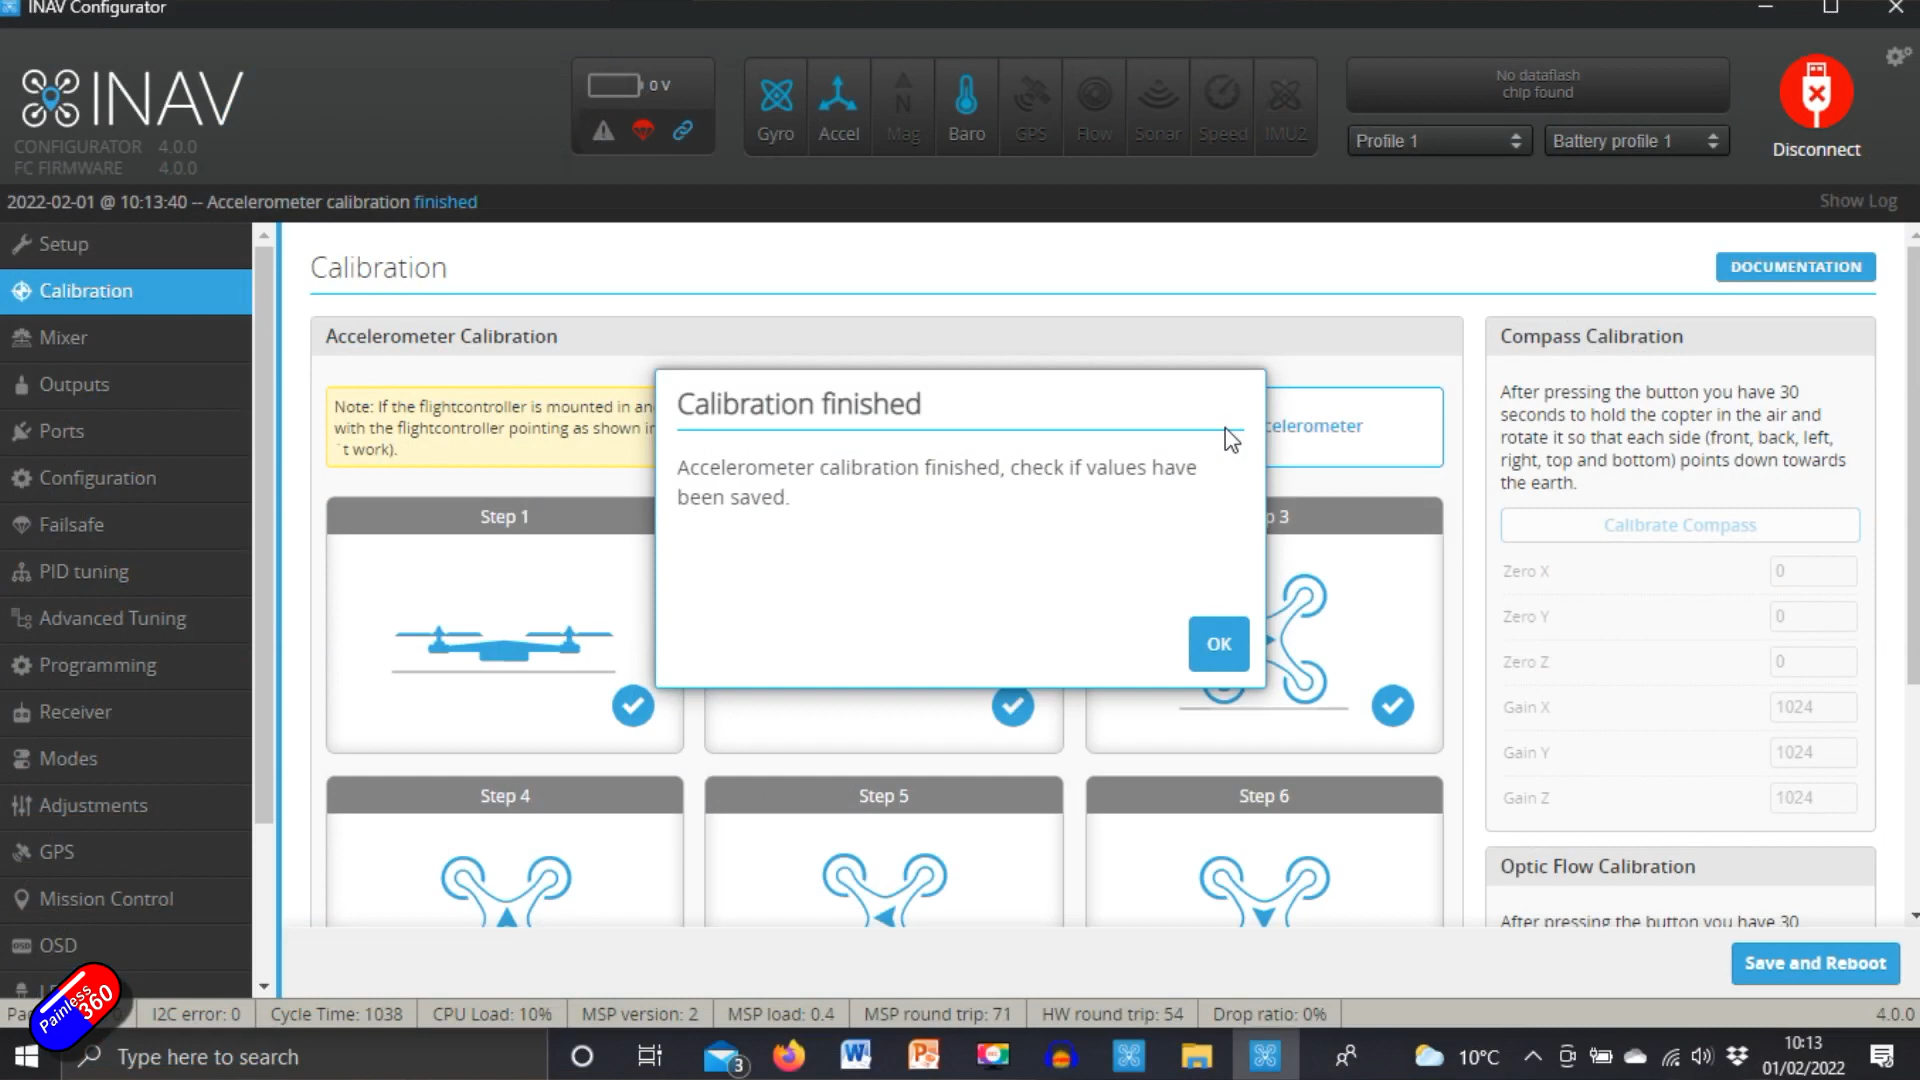 INAV Configurator
INAV
CONFIGURATOR 4.0.0
FC FIRMWARE 4.0.0
0 V
Gyro
Accel
Mag
Baro
GPS
Flow
Sonar
Speed
IMU2
No dataflash
chip found
Profile 1
Battery profile 1
Disconnect
2022-02-01 @ 10:13:40 -- Accelerometer calibration finished
Show Log
Setup
Calibration
Mixer
Outputs
Ports
Configuration
Failsafe
PID tuning
Advanced Tuning
Programming
Receiver
Modes
Adjustments
GPS
Mission Control
OSD
Calibration
DOCUMENTATION
Accelerometer Calibration
Note: If the flightcontroller is mounted in an
with the flightcontroller pointing as shown in
`t work).
celerometer
Calibration finished
Accelerometer calibration finished, check if values have
been saved.
OK
Step 1
p 3
Step 4
Step 5
Step 6
Compass Calibration
After pressing the button you have 30
seconds to hold the copter in the air and
rotate it so that each side (front, back, left,
right, top and bottom) points down towards
the earth.
Calibrate Compass
Zero X 0
Zero Y 0
Zero Z 0
Gain X 1024
Gain Y 1024
Gain Z 1024
Optic Flow Calibration
After pressing the button you have 30
Save and Reboot
Painless
360
I2C error: 0
Cycle Time: 1038
CPU Load: 10%
MSP version: 2
MSP load: 0.4
MSP round trip: 71
HW round trip: 54
Drop ratio: 0%
4.0.0
Type here to search
3
10°C
10:13
01/02/2022